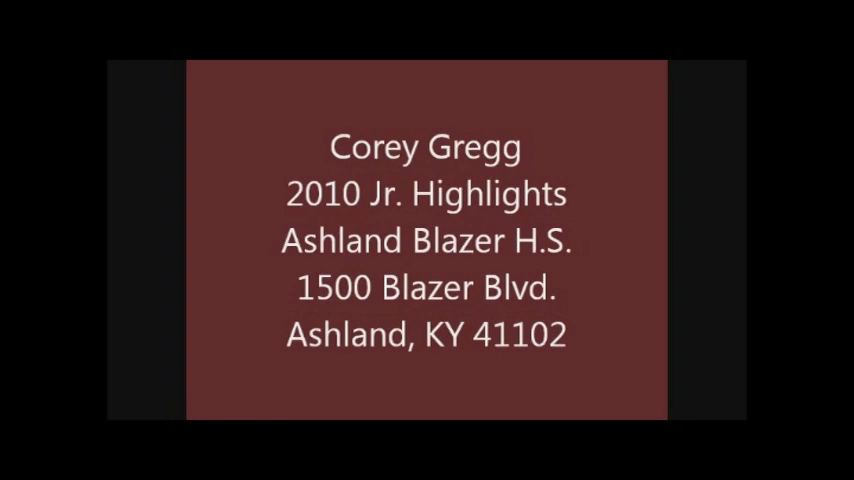 Corey Gregg
2010 Jr. Highlights
Ashland Blazer H.S.
1500 Blazer Blvd.
Ashland, KY 41102